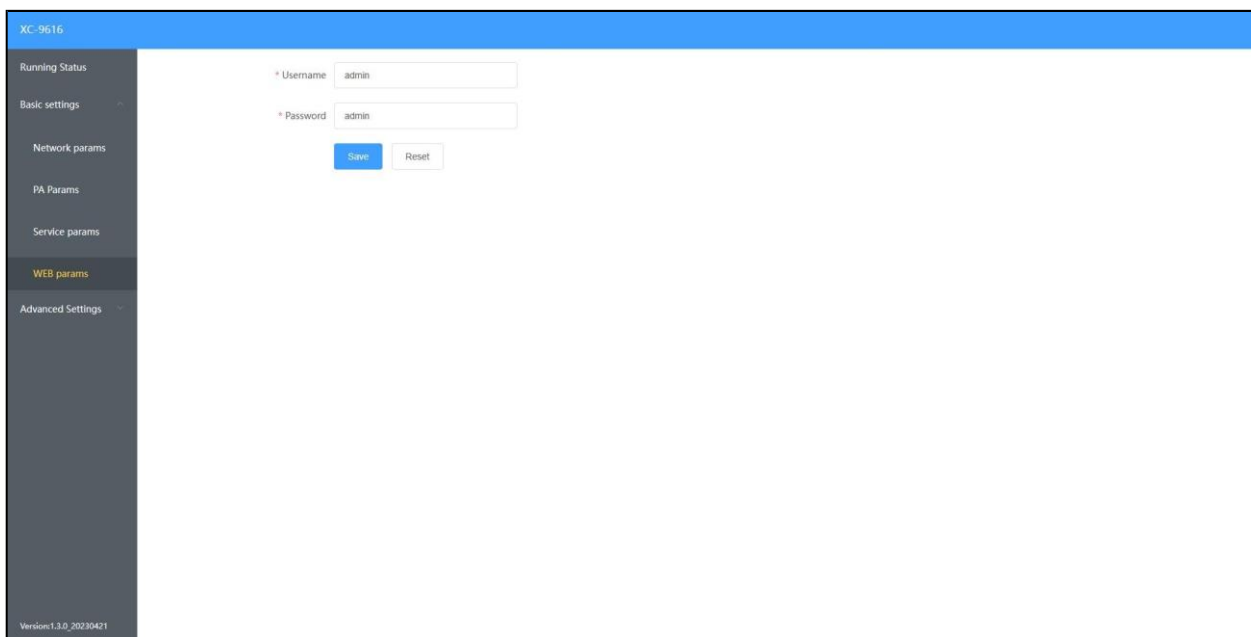 XC-9616
Running Status
Basic settings
Network params
PA Params
Service params
WEB params
Advanced Settings
Version:1.3.0_20230421
* Username admin
* Password admin
Save Reset